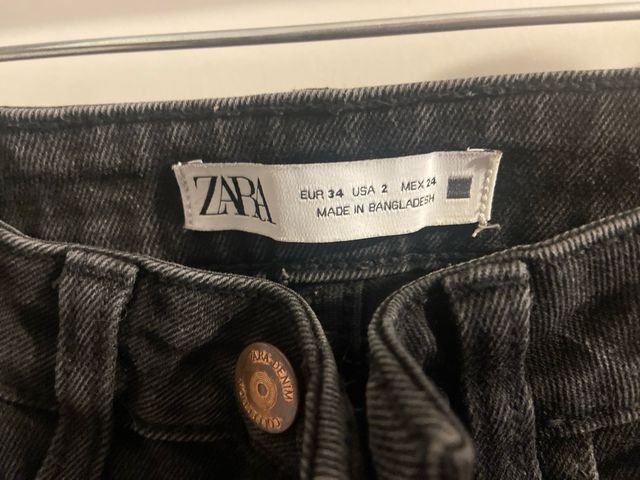 ZARA
EUR 34 USA 2 MEX 24
MADE IN BANGLADESH
ZARA DENIM